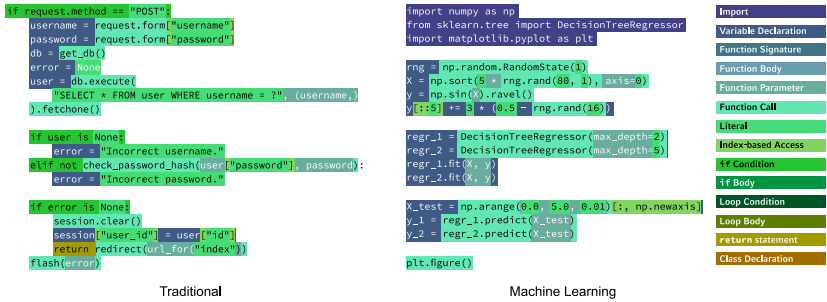 if request.method == "POST":
username = request.form["username"]
password = request.form["password"]
db = get_db()
error = None
user = db.execute(
"SELECT * FROM user WHERE username = ?", (username,)
).fetchone()
if user is None:
error = "Incorrect username."
elif not check_password_hash(user["password"], password):
error = "Incorrect password."
if error is None:
session.clear()
session["user_id"] = user["id"]
return redirect(url_for("index"))
flash(error)
Traditional
import numpy as np
from sklearn.tree import DecisionTreeRegressor
import matplotlib.pyplot as plt
rng = np.random.RandomState(1)
X = np.sort(5 * rng.rand(80, 1), axis=0)
y = np.sin(X).ravel()
y[::5] += 3 * (0.5 - rng.rand(16))
regr_1 = DecisionTreeRegressor(max_depth=2)
regr_2 = DecisionTreeRegressor(max_depth=5)
regr_1.fit(X, y)
regr_2.fit(X, y)
X_test = np.arange(0.0, 5.0, 0.01)[:, np.newaxis]
y_1 = regr_1.predict(X_test)
y_2 = regr_2.predict(X_test)
plt.figure()
Machine Learning
Import
Variable Declaration
Function Signature
Function Body
Function Parameter
Function Call
Literal
Index-based Access
if Condition
if Body
Loop Condition
Loop Body
return statement
Class Declaration